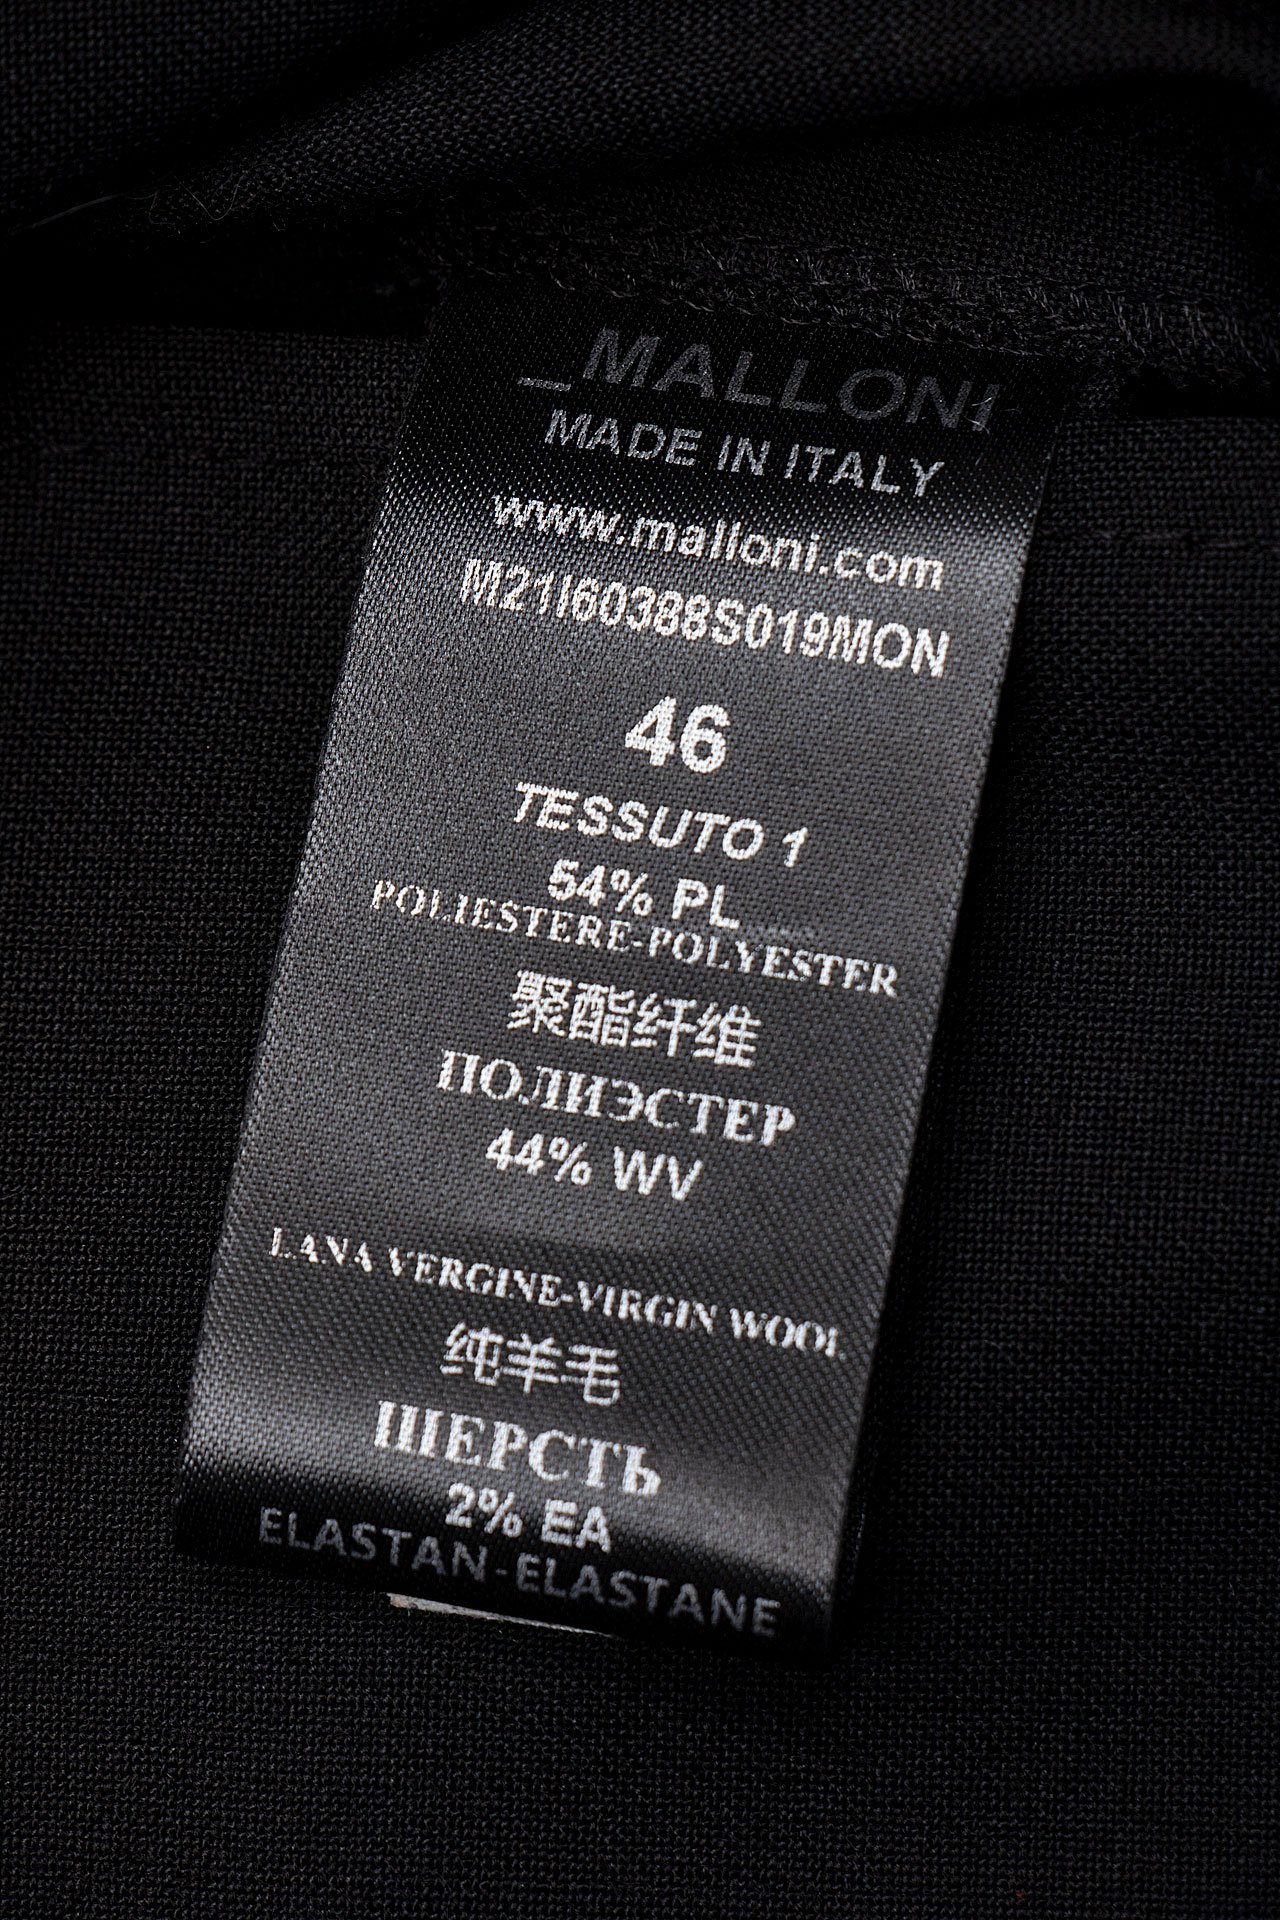 _MALLONI
MADE IN ITALY
www.malloni.com
M21I60388S019MON
46
TESSUTO 1
54% PL
POLIESTERE-POLYESTER
聚酯纤维
ПОЛИЭСТЕР
44% WV
LANA VERGINE-VIRGIN WOOL
纯羊毛
ШЕРСТЬ
2% EA
ELASTAN-ELASTANE